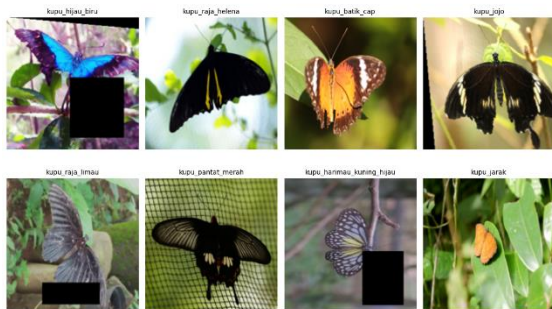 kupu_hijau_biru
kupu_raja_helena
kupu_batik_cap
kupu_jojo
kupu_raja_limau
kupu_pantat_merah
kupu_harimau_kuning_hijau
kupu_jarak